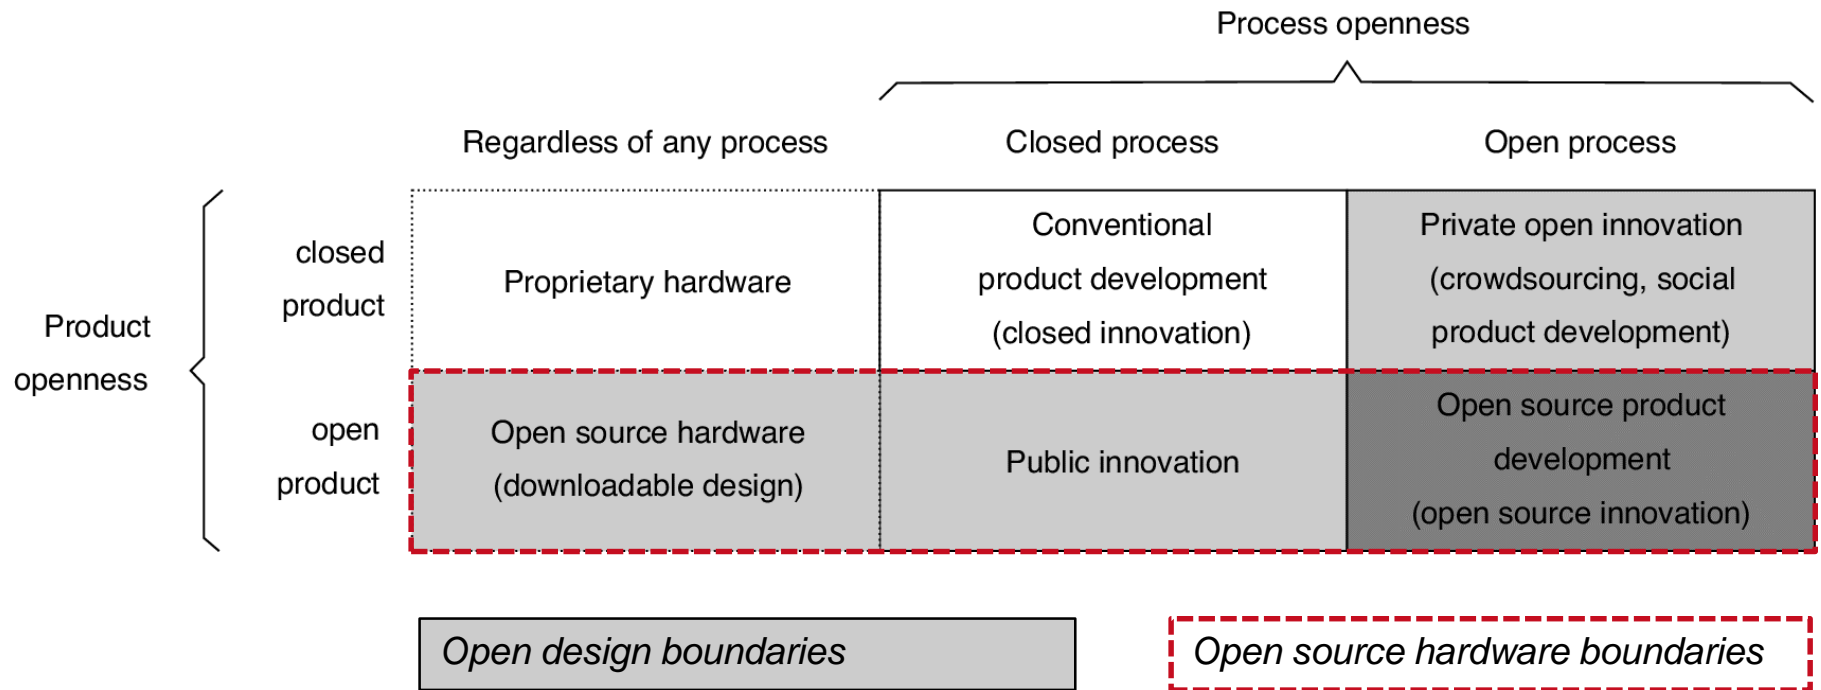 Process openness
Regardless of any process
Closed process
Open process
Product
openness
closed
product
Proprietary hardware
Conventional
product development
(closed innovation)
Private open innovation
(crowdsourcing, social
product development)
open
product
Open source hardware
(downloadable design)
Public innovation
Open source product
development
(open source innovation)
Open design boundaries
Open source hardware boundaries